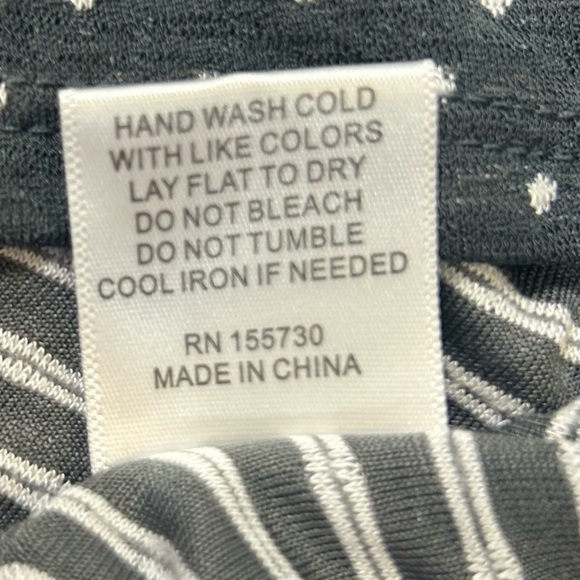 HAND WASH COLD
WITH LIKE COLORS
LAY FLAT TO DRY
DO NOT BLEACH
DO NOT TUMBLE
COOL IRON IF NEEDED
RN 155730
MADE IN CHINA